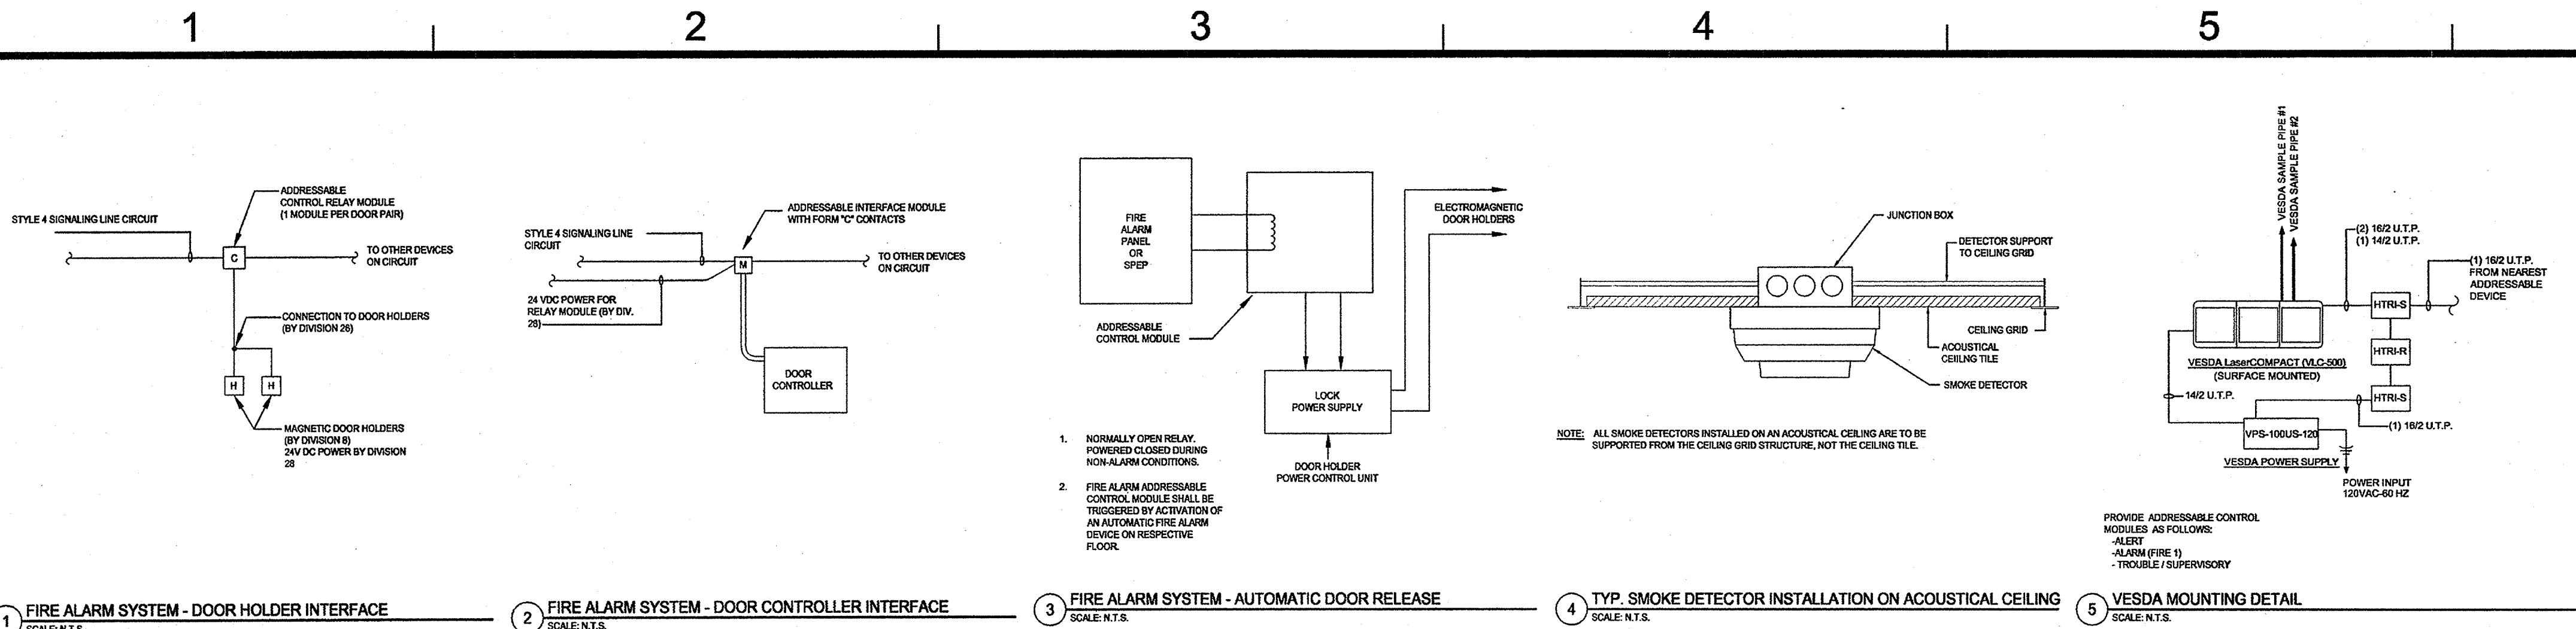 1
2
3
4
5
STYLE 4 SIGNALING LINE CIRCUIT
ADDRESSABLE
CONTROL RELAY MODULE
(1 MODULE PER DOOR PAIR)
C
TO OTHER DEVICES
ON CIRCUIT
CONNECTION TO DOOR HOLDERS
(BY DIVISION 26)
H
H
MAGNETIC DOOR HOLDERS
(BY DIVISION 8)
24V DC POWER BY DIVISION
28
1
FIRE ALARM SYSTEM - DOOR HOLDER INTERFACE
SCALE: N.T.S.
ADDRESSABLE INTERFACE MODULE
WITH FORM "C" CONTACTS
STYLE 4 SIGNALING LINE
CIRCUIT
M
TO OTHER DEVICES
ON CIRCUIT
24 VDC POWER FOR
RELAY MODULE (BY DIV.
28)
DOOR
CONTROLLER
2
FIRE ALARM SYSTEM - DOOR CONTROLLER INTERFACE
SCALE: N.T.S.
FIRE
ALARM
PANEL
OR
SPEP
ELECTROMAGNETIC
DOOR HOLDERS
ADDRESSABLE
CONTROL MODULE
LOCK
POWER SUPPLY
DOOR HOLDER
POWER CONTROL UNIT
1. NORMALLY OPEN RELAY.
POWERED CLOSED DURING
NON-ALARM CONDITIONS.
2. FIRE ALARM ADDRESSABLE
CONTROL MODULE SHALL BE
TRIGGERED BY ACTIVATION OF
AN AUTOMATIC FIRE ALARM
DEVICE ON RESPECTIVE
FLOOR.
3
FIRE ALARM SYSTEM - AUTOMATIC DOOR RELEASE
SCALE: N.T.S.
JUNCTION BOX
DETECTOR SUPPORT
TO CEILING GRID
CEILING GRID
ACOUSTICAL
CEIILNG TILE
SMOKE DETECTOR
NOTE: ALL SMOKE DETECTORS INSTALLED ON AN ACOUSTICAL CEILING ARE TO BE
SUPPORTED FROM THE CEILING GRID STRUCTURE, NOT THE CEILING TILE.
4
TYP. SMOKE DETECTOR INSTALLATION ON ACOUSTICAL CEILING
SCALE: N.T.S.
VESDA SAMPLE PIPE #1
VESDA SAMPLE PIPE #2
(2) 16/2 U.T.P.
(1) 14/2 U.T.P.
(1) 16/2 U.T.P.
FROM NEAREST
ADDRESSABLE
DEVICE
HTRI-S
HTRI-R
HTRI-S
VESDA LaserCOMPACT (VLC-500)
(SURFACE MOUNTED)
14/2 U.T.P.
(1) 16/2 U.T.P.
VPS-100US-120
VESDA POWER SUPPLY
POWER INPUT
120VAC-60 HZ
PROVIDE ADDRESSABLE CONTROL
MODULES AS FOLLOWS:
-ALERT
-ALARM (FIRE 1)
- TROUBLE / SUPERVISORY
5
VESDA MOUNTING DETAIL
SCALE: N.T.S.